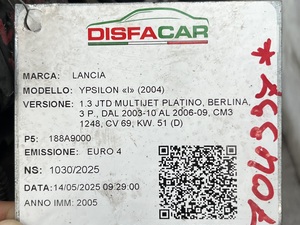 DISFACAR
MARCA: LANCIA
MODELLO: YPSILON «I» (2004)
VERSIONE: 1.3 JTD MULTIJET PLATINO, BERLINA,
3 P., DAL 2003-10 AL 2006-09, CM3
1248, CV 69, KW. 51 (D)
P5: 188A9000
EMISSIONE: EURO 4
NS: 1030/2025
DATA:14/05/2025 09 29:00
ANNO IMM: 2005
704397*